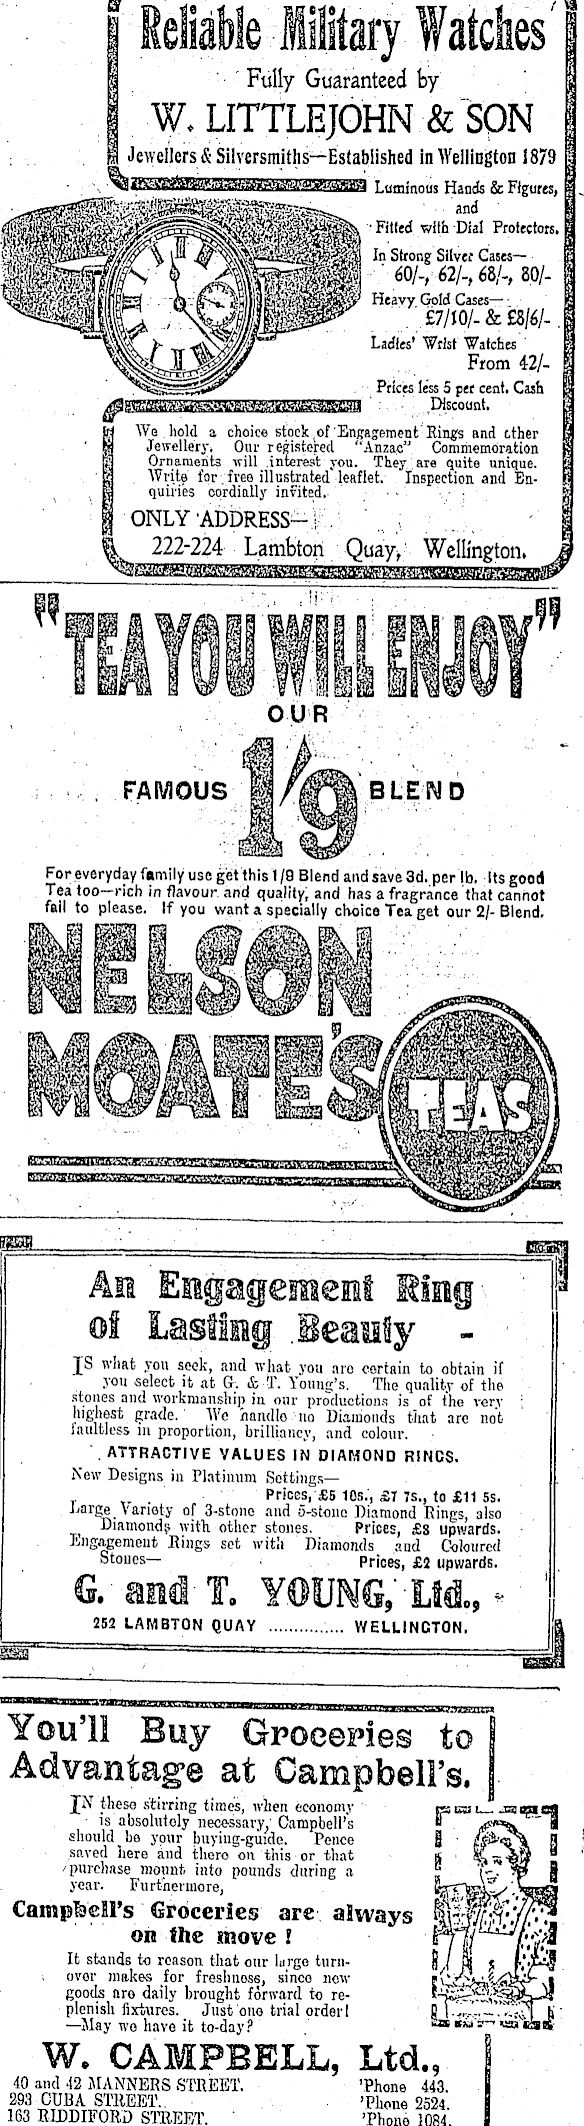 Reliable Military Watches
Fully Guaranteed by
W. LITTLEJOHN & SON
Jewellers & Silversmiths—Established in Wellington 1879
Luminous Hands & Figures,
and
Fitted with Dial Protectors.
In Strong Silver Cases—
60/-, 62/-, 68/-, 80/-
Heavy Gold Cases—
£7/10/- & £8/6/-
Ladies' Wrist Watches
From 42/-
Prices less 5 per cent. Cash
Discount.
We hold a choice stock of Engagement Rings and other
Jewellery. Our registered "Anzac" Commemoration
Ornaments will interest you. They are quite unique.
Write for free illustrated leaflet. Inspection and En-
quiries cordially invited.
ONLY ADDRESS—
222-224 Lambton Quay, Wellington.
"TEA YOU WILL ENJOY"
OUR
FAMOUS 1/9 BLEND
For everyday family use get this 1/9 Blend and save 3d. per lb. Its good
Tea too—rich in flavour and quality, and has a fragrance that cannot
fail to please. If you want a specially choice Tea get our 2/- Blend.
NELSON
MOATE'S
TEAS
An Engagement Ring
of Lasting Beauty -
IS what you seek, and what you are certain to obtain if
you select it at G. & T. Young's. The quality of the
stones and workmanship in our productions is of the very
highest grade. We handle no Diamonds that are not
faultless in proportion, brilliancy, and colour.
ATTRACTIVE VALUES IN DIAMOND RINGS.
New Designs in Platinum Settings—
Prices, £5 10s., £7 7s., to £11 5s.
Large Variety of 3-stone and 5-stone Diamond Rings, also
Diamonds with other stones. Prices, £8 upwards.
Engagement Rings set with Diamonds and Coloured
Stones— Prices, £2 upwards.
G. and T. YOUNG, Ltd.,
252 LAMBTON QUAY ............... WELLINGTON.
You'll Buy Groceries to
Advantage at Campbell's.
IN these stirring times, when economy
is absolutely necessary, Campbell's
should be your buying-guide. Pence
saved here and there on this or that
purchase mount into pounds during a
year. Furthermore,
Campbell's Groceries are always
on the move!
It stands to reason that our large turn-
over makes for freshness, since new
goods are daily brought forward to re-
plenish fixtures. Just one trial order!
—May we have it to-day?
W. CAMPBELL, Ltd.,
40 and 42 MANNERS STREET. 'Phone 443.
293 CUBA STREET. 'Phone 2524.
163 RIDDIFORD STREET. 'Phone 1084.